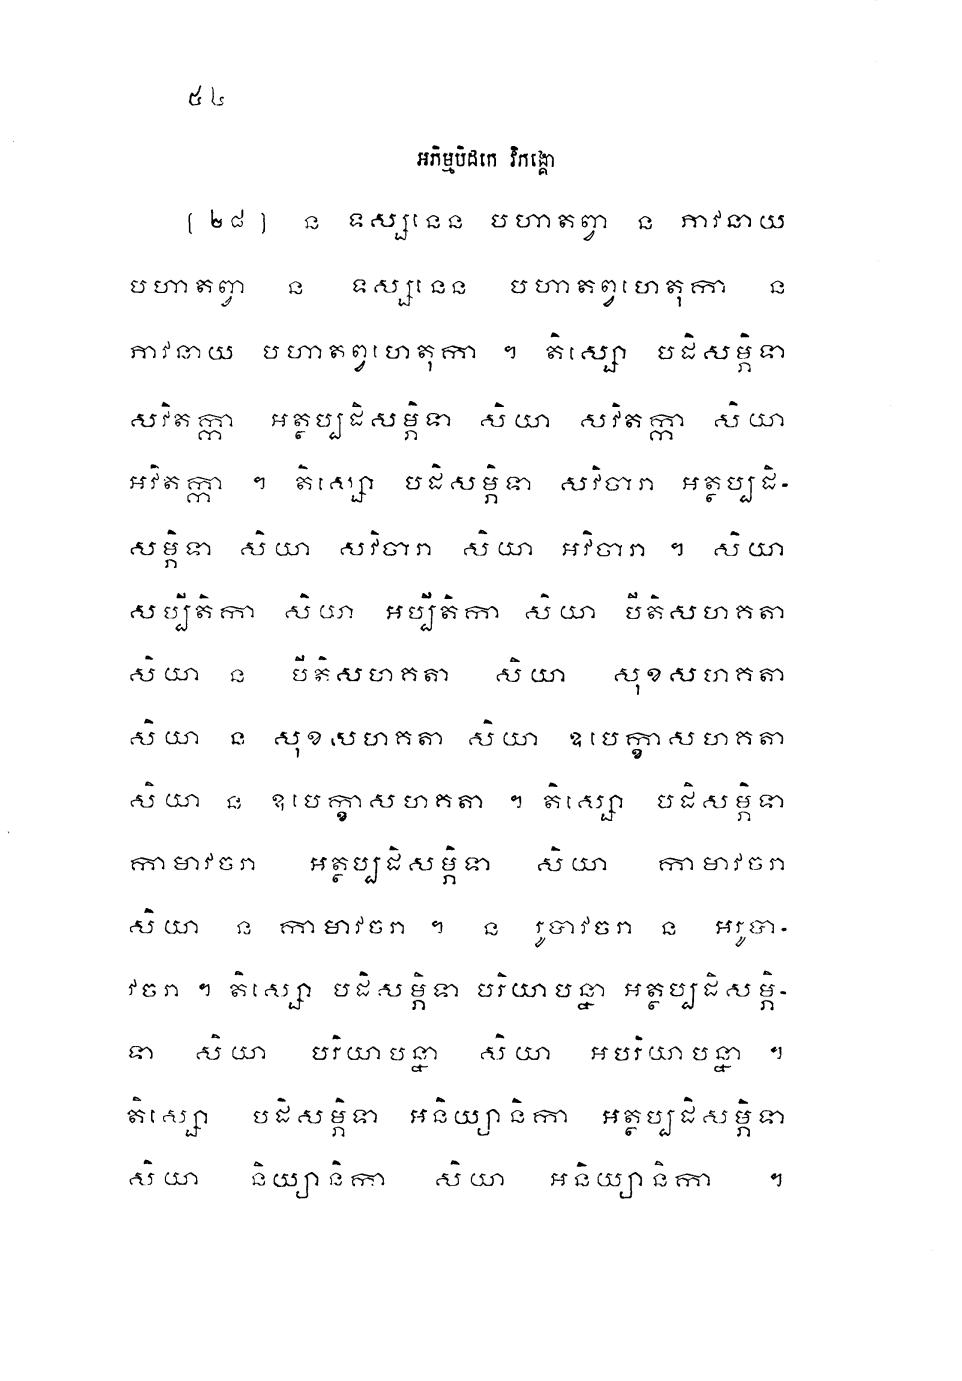 ៥៤
អភិធម្មបិដកេ វិភង្គោ
[ ២៨ ] ន ទស្សនេន បហាតព្វា ន ភាវនាយ
បហាតព្វា ន ទស្សនេន បហាតព្វហេតុកា ន
ភាវនាយ បហាតព្វហេតុកា ។ តិស្សោ បដិសម្ភិទា
សវិតក្កា អត្ថប្បដិសម្ភិទា សិយា សវិតក្កា សិយា
អវិតក្កា ។ តិស្សោ បដិសម្ភិទា សវិចារា អត្ថប្បដិ-
សម្ភិទា សិយា សវិចារា សិយា អវិចារា ។ សិយា
សប្បីតិកា សិយា អប្បីតិកា សិយា បីតិសហគតា
សិយា ន បីតិសហគតា សិយា សុខសហគតា
សិយា ន សុខសហគតា សិយា ឧបេក្ខាសហគតា
សិយា ន ឧបេក្ខាសហគតា ។ តិស្សោ បដិសម្ភិទា
កាមាវចរា អត្ថប្បដិសម្ភិទា សិយា កាមាវចរា
សិយា ន កាមាវចរា ។ ន រូបាវចរា ន អរូបា-
វចរា ។ តិស្សោ បដិសម្ភិទា បរិយាបន្នា អត្ថប្បដិសម្ភិ-
ទា សិយា បរិយាបន្នា សិយា អបរិយាបន្នា ។
តិស្សោ បដិសម្ភិទា អនិយ្យានិកា អត្ថប្បដិសម្ភិទា
សិយា និយ្យានិកា សិយា អនិយ្យានិកា ។